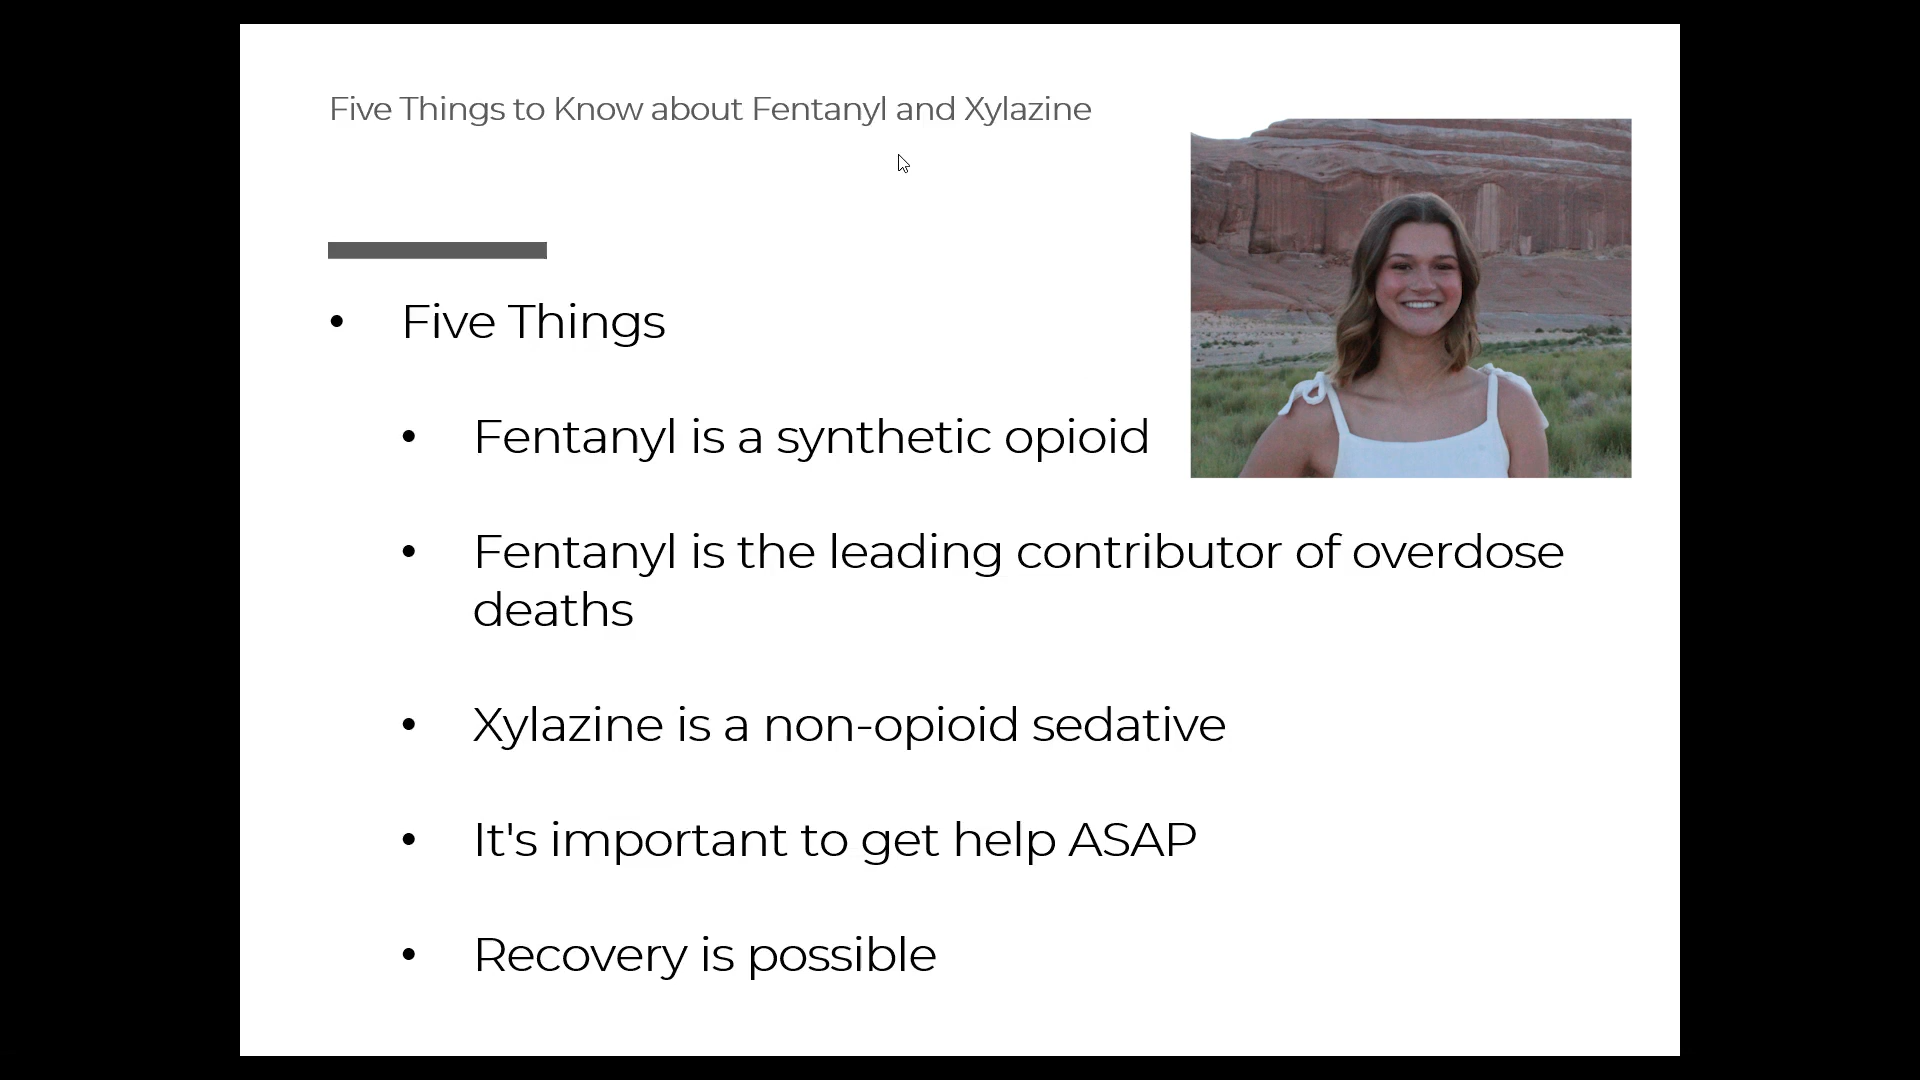 Five Things to Know about Fentanyl and Xylazine
• Five Things
• Fentanyl is a synthetic opioid
• Fentanyl is the leading contributor of overdose
deaths
• Xylazine is a non-opioid sedative
• It's important to get help ASAP
• Recovery is possible